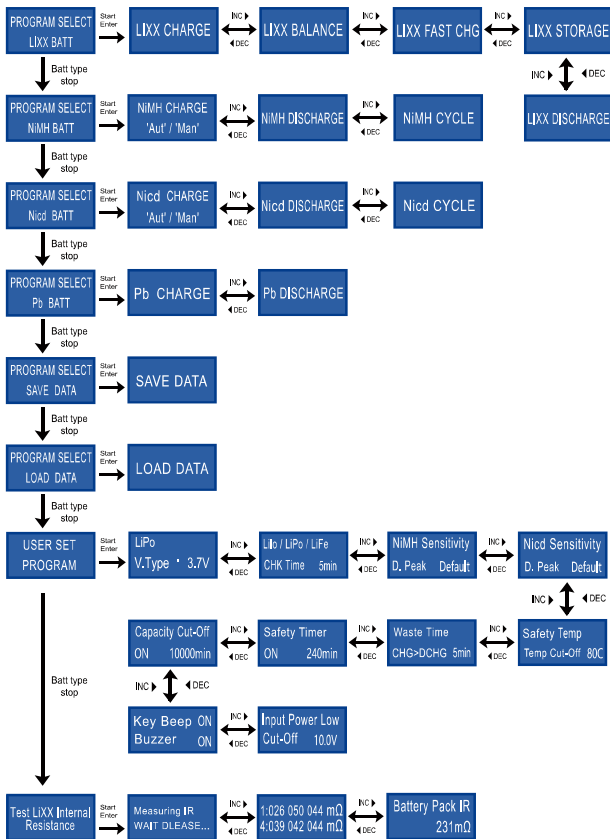 PROGRAM SELECT
LIXX BATT
Start
Enter
LIXX CHARGE
INC ▶
◀ DEC
LIXX BALANCE
INC ▶
◀ DEC
LIXX FAST CHG
INC ▶
◀ DEC
LIXX STORAGE
Batt type
stop
INC ▶
◀ DEC
PROGRAM SELECT
NiMH BATT
Start
Enter
NiMH CHARGE
'Aut' / 'Man'
INC ▶
◀ DEC
NiMH DISCHARGE
INC ▶
◀ DEC
NiMH CYCLE
LIXX DISCHARGE
Batt type
stop
PROGRAM SELECT
Nicd BATT
Start
Enter
Nicd CHARGE
'Aut' / 'Man'
INC ▶
◀ DEC
Nicd DISCHARGE
INC ▶
◀ DEC
Nicd CYCLE
Batt type
stop
PROGRAM SELECT
Pb BATT
Start
Enter
Pb CHARGE
INC ▶
◀ DEC
Pb DISCHARGE
Batt type
stop
PROGRAM SELECT
SAVE DATA
Start
Enter
SAVE DATA
Batt type
stop
PROGRAM SELECT
LOAD DATA
Start
Enter
LOAD DATA
Batt type
stop
USER SET
PROGRAM
Start
Enter
LiPo
V.Type · 3.7V
INC ▶
◀ DEC
LiIo / LiPo / LiFe
CHK Time 5min
INC ▶
◀ DEC
NiMH Sensitivity
D. Peak Default
INC ▶
◀ DEC
Nicd Sensitivity
D. Peak Default
INC ▶
◀ DEC
Capacity Cut-Off
ON 10000min
INC ▶
◀ DEC
Safety Timer
ON 240min
INC ▶
◀ DEC
Waste Time
CHG>DCHG 5min
INC ▶
◀ DEC
Safety Temp
Temp Cut-Off 80C
Batt type
stop
INC ▶
◀ DEC
Key Beep ON
Buzzer ON
INC ▶
◀ DEC
Input Power Low
Cut-Off 10.0V
Test LiXX Internal
Resistance
Start
Enter
Measuring IR
WAIT DLEASE...
INC ▶
◀ DEC
1:026 050 044 mΩ
4:039 042 044 mΩ
INC ▶
◀ DEC
Battery Pack IR
231mΩ